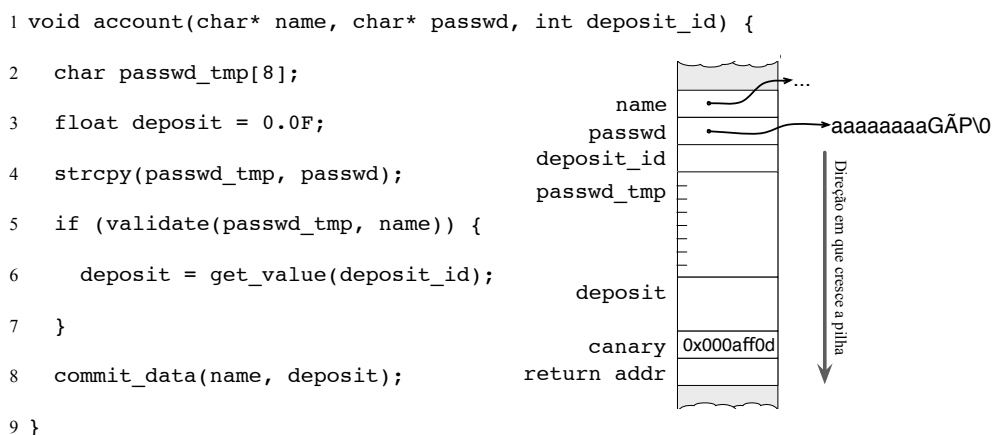 1 void account(char* name, char* passwd, int deposit_id) {
2 char passwd_tmp[8];
3 float deposit = 0.0F;
4 strcpy(passwd_tmp, passwd);
5 if (validate(passwd_tmp, name)) {
6 deposit = get_value(deposit_id);
7 }
8 commit_data(name, deposit);
9 }
...
name
passwd
aaaaaaaaGÃP\0
deposit_id
passwd_tmp
deposit
canary 0x000aff0d
return addr
Direção em que cresce a pilha